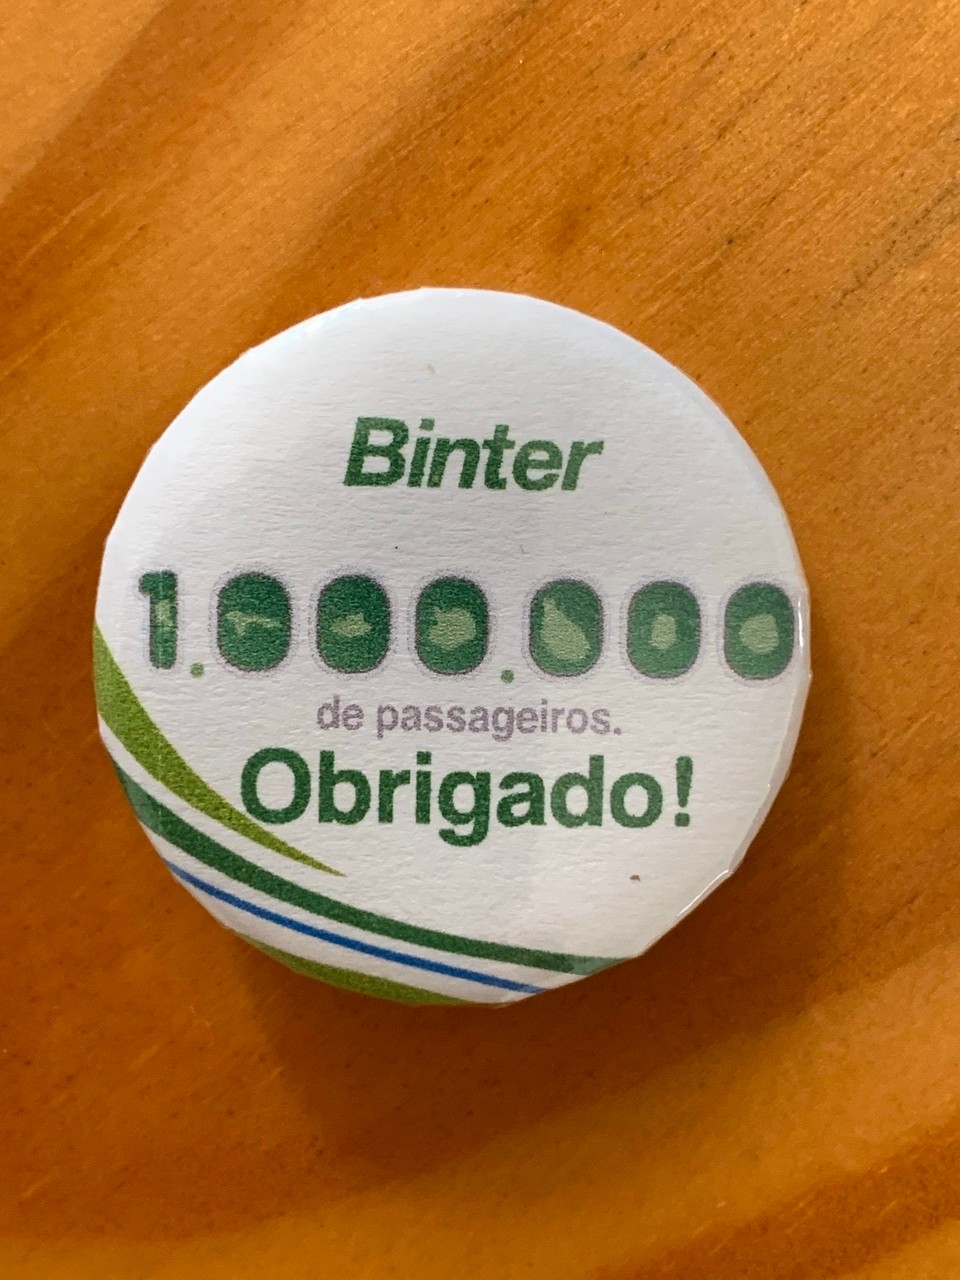 Binter
1.000.000
de passageiros.
Obrigado!